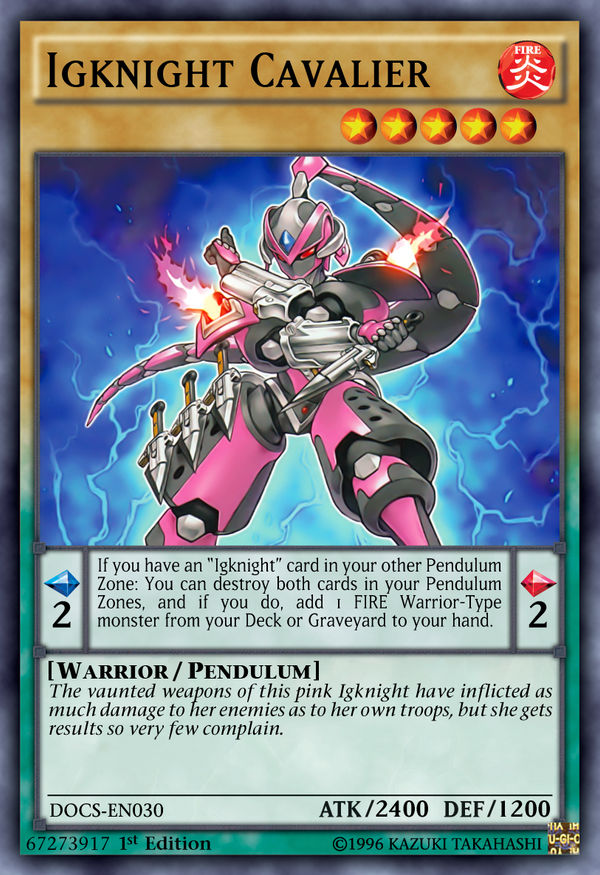 IGKNIGHT CAVALIER
FIRE
炎
If you have an “Igknight” card in your other Pendulum
Zone: You can destroy both cards in your Pendulum
Zones, and if you do, add 1 FIRE Warrior-Type
monster from your Deck or Graveyard to your hand.
2
2
[WARRIOR / PENDULUM]
The vaunted weapons of this pink Igknight have inflicted as
much damage to her enemies as to her own troops, but she gets
results so very few complain.
DOCS-EN030
ATK/2400 DEF/1200
67273917 1st Edition
©1996 KAZUKI TAKAHASHI